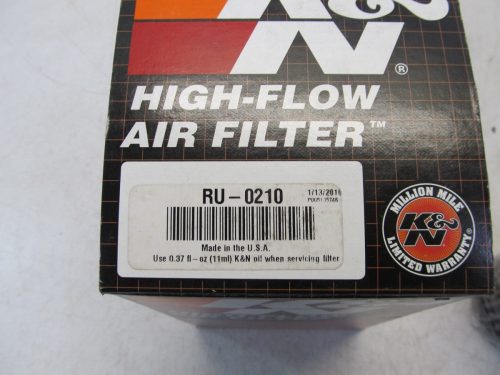 K&N®
HIGH-FLOW
AIR FILTER™
RU-0210
Made in the U.S.A.
Use 0.37 fl-oz (11ml) K&N oil when servicing filter
MILLION MILE
K&N
LIMITED WARRANTY